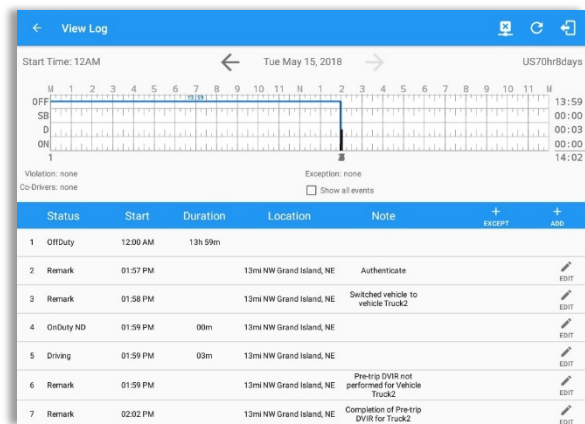 View Log
Start Time: 12AM
Tue May 15, 2018
US70hr8days
M 1 2 3 4 5 6 7 8 9 10 11 N 1 2 3 4 5 6 7 8 9 10 11 M
OFF 13:59 13:59
SB 00:00
D 00:03
ON 00:00
1 14:02
Violation: none
Exception: none
Co-Drivers: none
Show all events
Status Start Duration Location Note + EXCEPT + ADD
1 OffDuty 12:00 AM 13h 59m
2 Remark 01:57 PM 13mi NW Grand Island, NE Authenticate EDIT
3 Remark 01:58 PM 13mi NW Grand Island, NE Switched vehicle to
vehicle Truck2 EDIT
4 OnDuty ND 01:59 PM 00m 13mi NW Grand Island, NE EDIT
5 Driving 01:59 PM 03m 13mi NW Grand Island, NE EDIT
6 Remark 01:59 PM 13mi NW Grand Island, NE Pre-trip DVIR not
performed for Vehicle
Truck2 EDIT
7 Remark 02:02 PM 13mi NW Grand Island, NE Completion of Pre-trip
DVIR for Truck2 EDIT